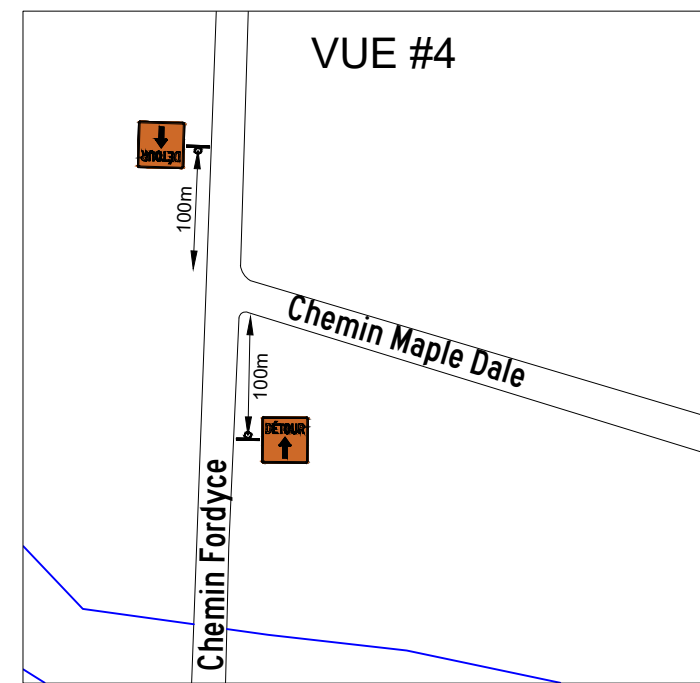 VUE #4
DÉTOUR
100m
Chemin Maple Dale
100m
DÉTOUR
Chemin Fordyce